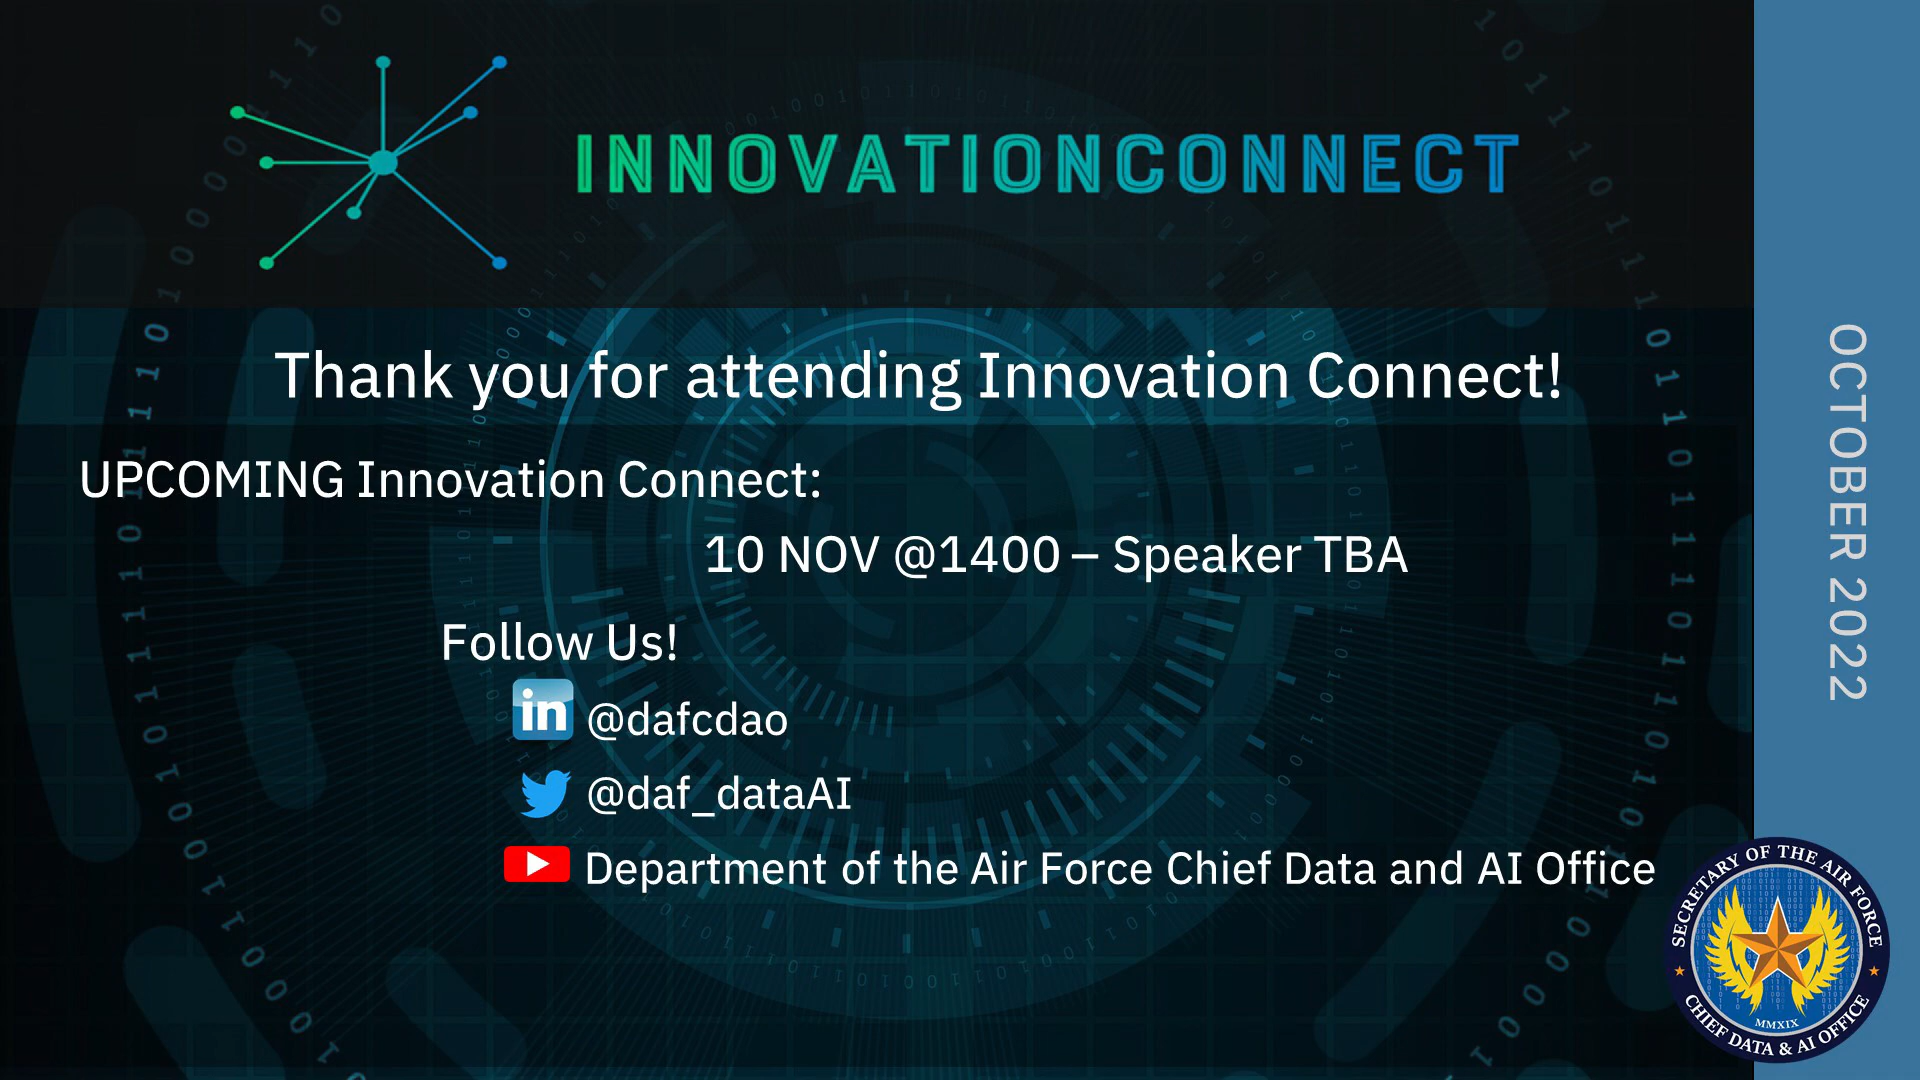 INNOVATIONCONNECT
Thank you for attending Innovation Connect!
UPCOMING Innovation Connect:
10 NOV @1400 – Speaker TBA
Follow Us!
in @dafcdao
@daf_dataAI
Department of the Air Force Chief Data and AI Office
OCTOBER 2022
SECRETARY OF THE AIR FORCE
MMXIX
CHIEF DATA & AI OFFICE